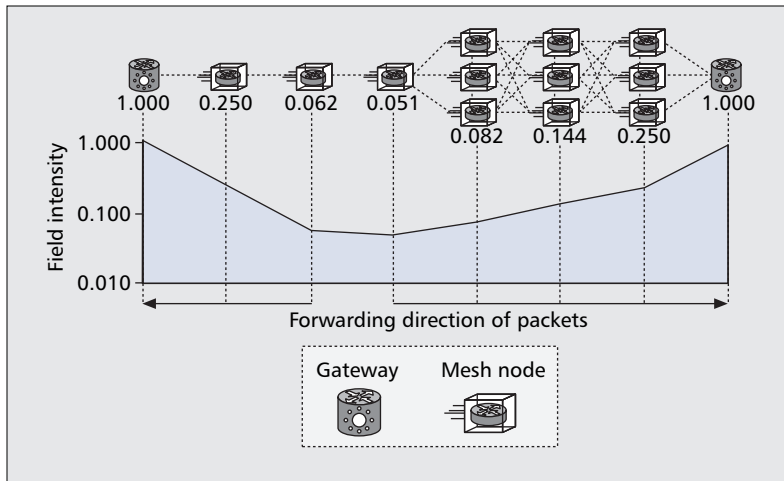 1.000 0.250 0.062 0.051 0.082 0.144 0.250 1.000
Field intensity
1.000
0.100
0.010
Forwarding direction of packets
Gateway Mesh node